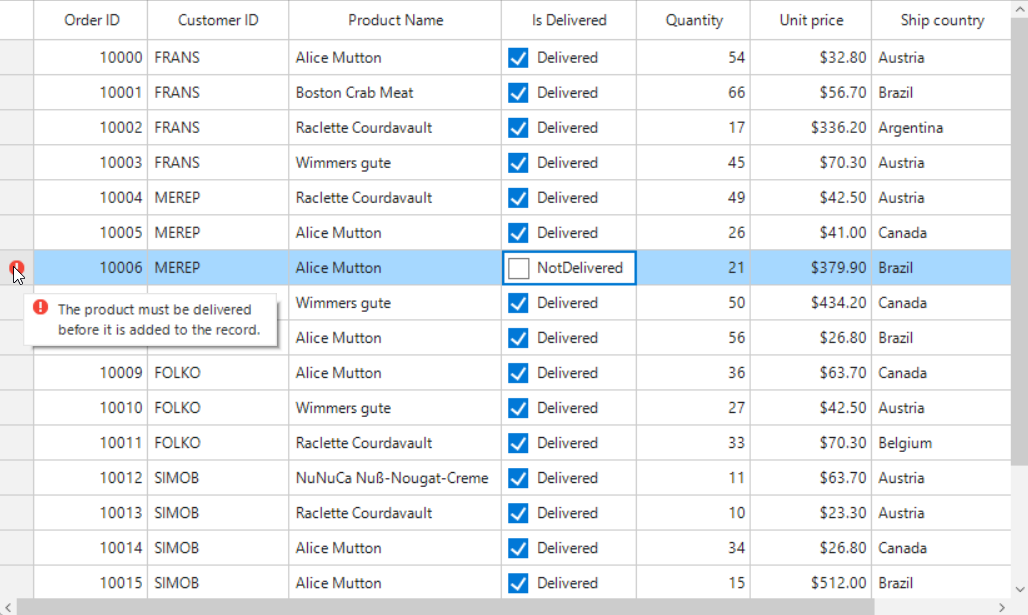 Order ID Customer ID Product Name Is Delivered Quantity Unit price Ship country
10000 FRANS Alice Mutton Delivered 54 $32.80 Austria
10001 FRANS Boston Crab Meat Delivered 66 $56.70 Brazil
10002 FRANS Raclette Courdavault Delivered 17 $336.20 Argentina
10003 FRANS Wimmers gute Delivered 45 $70.30 Austria
10004 MEREP Raclette Courdavault Delivered 49 $42.50 Austria
10005 MEREP Alice Mutton Delivered 26 $41.00 Canada
10006 MEREP Alice Mutton NotDelivered 21 $379.90 Brazil
Wimmers gute Delivered 50 $434.20 Canada
The product must be delivered
before it is added to the record.
Alice Mutton Delivered 56 $26.80 Brazil
10009 FOLKO Alice Mutton Delivered 36 $63.70 Canada
10010 FOLKO Wimmers gute Delivered 27 $42.50 Austria
10011 FOLKO Raclette Courdavault Delivered 33 $70.30 Belgium
10012 SIMOB NuNuCa Nuß-Nougat-Creme Delivered 11 $63.70 Austria
10013 SIMOB Raclette Courdavault Delivered 10 $23.30 Austria
10014 SIMOB Alice Mutton Delivered 34 $26.80 Canada
10015 SIMOB Alice Mutton Delivered 15 $512.00 Brazil